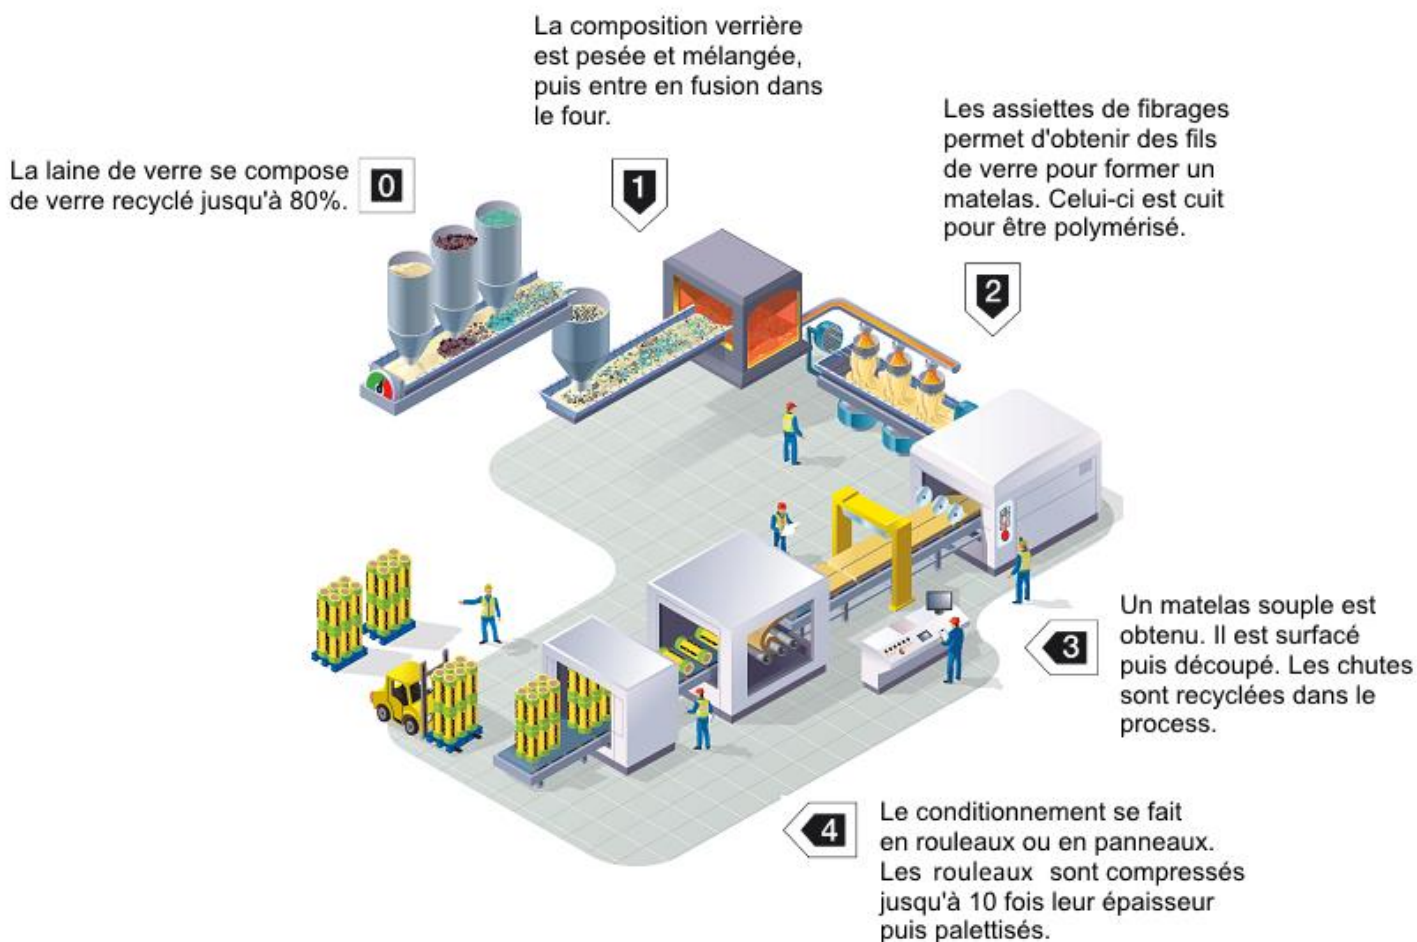 La laine de verre se compose
de verre recyclé jusqu'à 80%.
0
La composition verrière
est pesée et mélangée,
puis entre en fusion dans
le four.
1
Les assiettes de fibrages
permet d'obtenir des fils
de verre pour former un
matelas. Celui-ci est cuit
pour être polymérisé.
2
3
Un matelas souple est
obtenu. Il est surfacé
puis découpé. Les chutes
sont recyclées dans le
process.
4
Le conditionnement se fait
en rouleaux ou en panneaux.
Les rouleaux sont compressés
jusqu'à 10 fois leur épaisseur
puis palettisés.